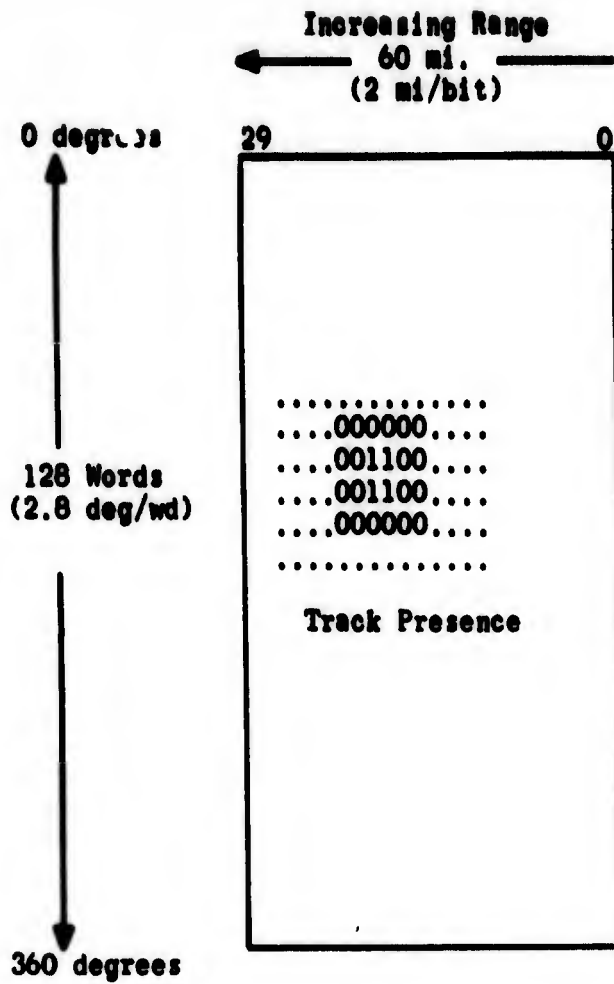 Increasing Range
60 mi.
(2 mi/bit)
0 degrees
29 0
..............
....000000....
....001100....
....001100....
....000000....
..............
128 Words
(2.8 deg/wd)
Track Presence
360 degrees